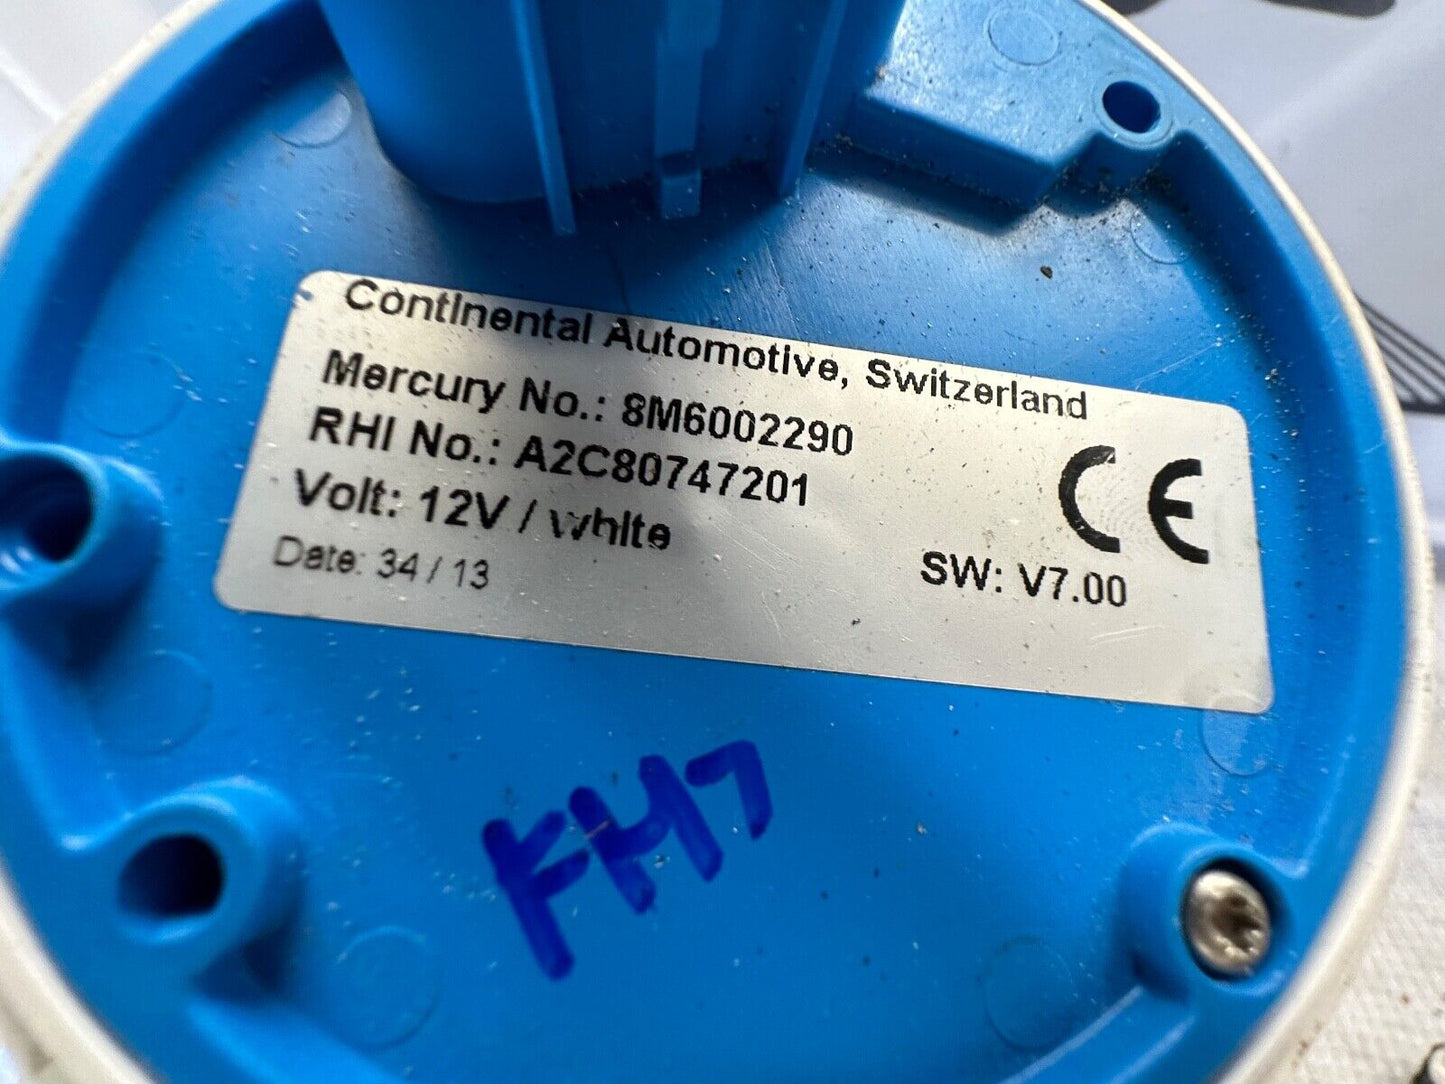 Continental Automotive, Switzerland
Mercury No.: 8M6002290
RHI No.: A2C80747201
Volt: 12V / white
Date: 34 / 13
CE
SW: V7.00
FH7